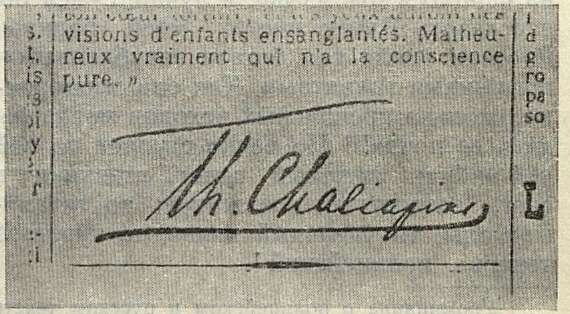 visions d'enfants ensanglantés. Malheu-
reux vraiment qui n'a la conscience
pure. »
Th. Chaliapine
L